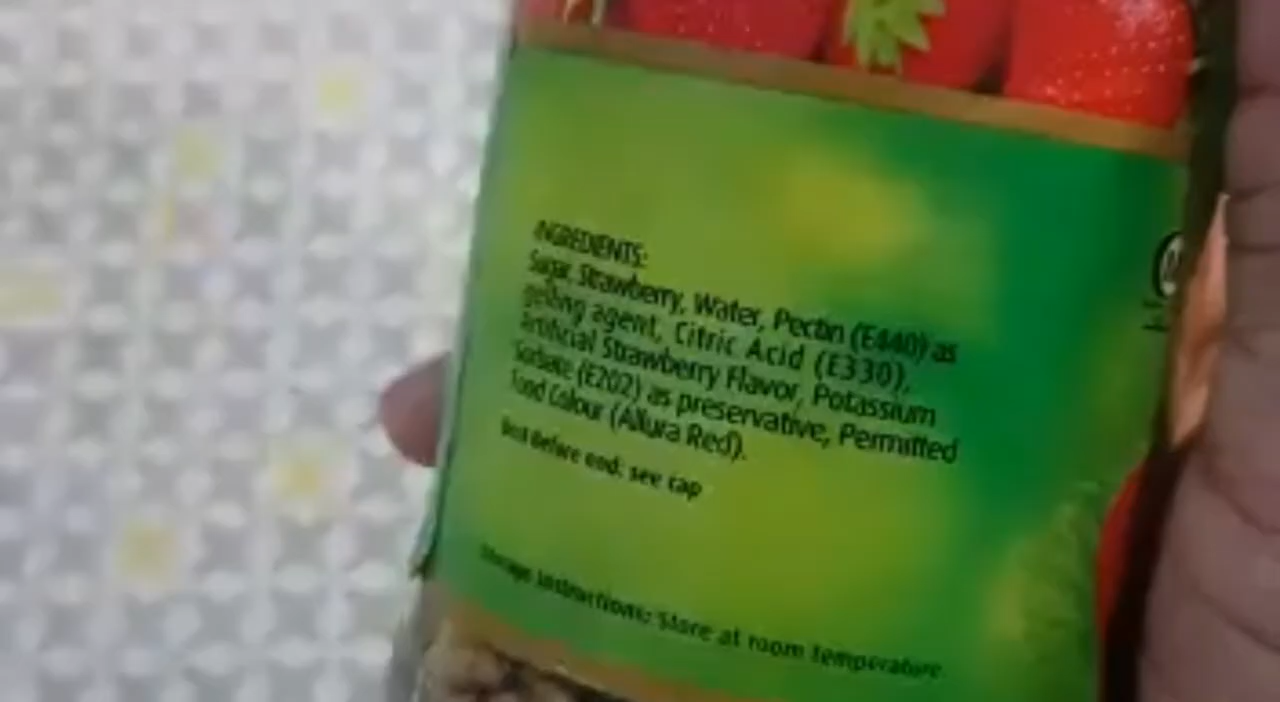 INGREDIENTS:
Sugar, Strawberry, Water, Pectin (E440) as
gelling agent, Citric Acid (E330),
Artificial Strawberry Flavor, Potassium
Sorbate (E202) as preservative, Permitted
Food Colour (Allura Red).
Best Before end: see cap
Storage Instructions: Store at room temperature.